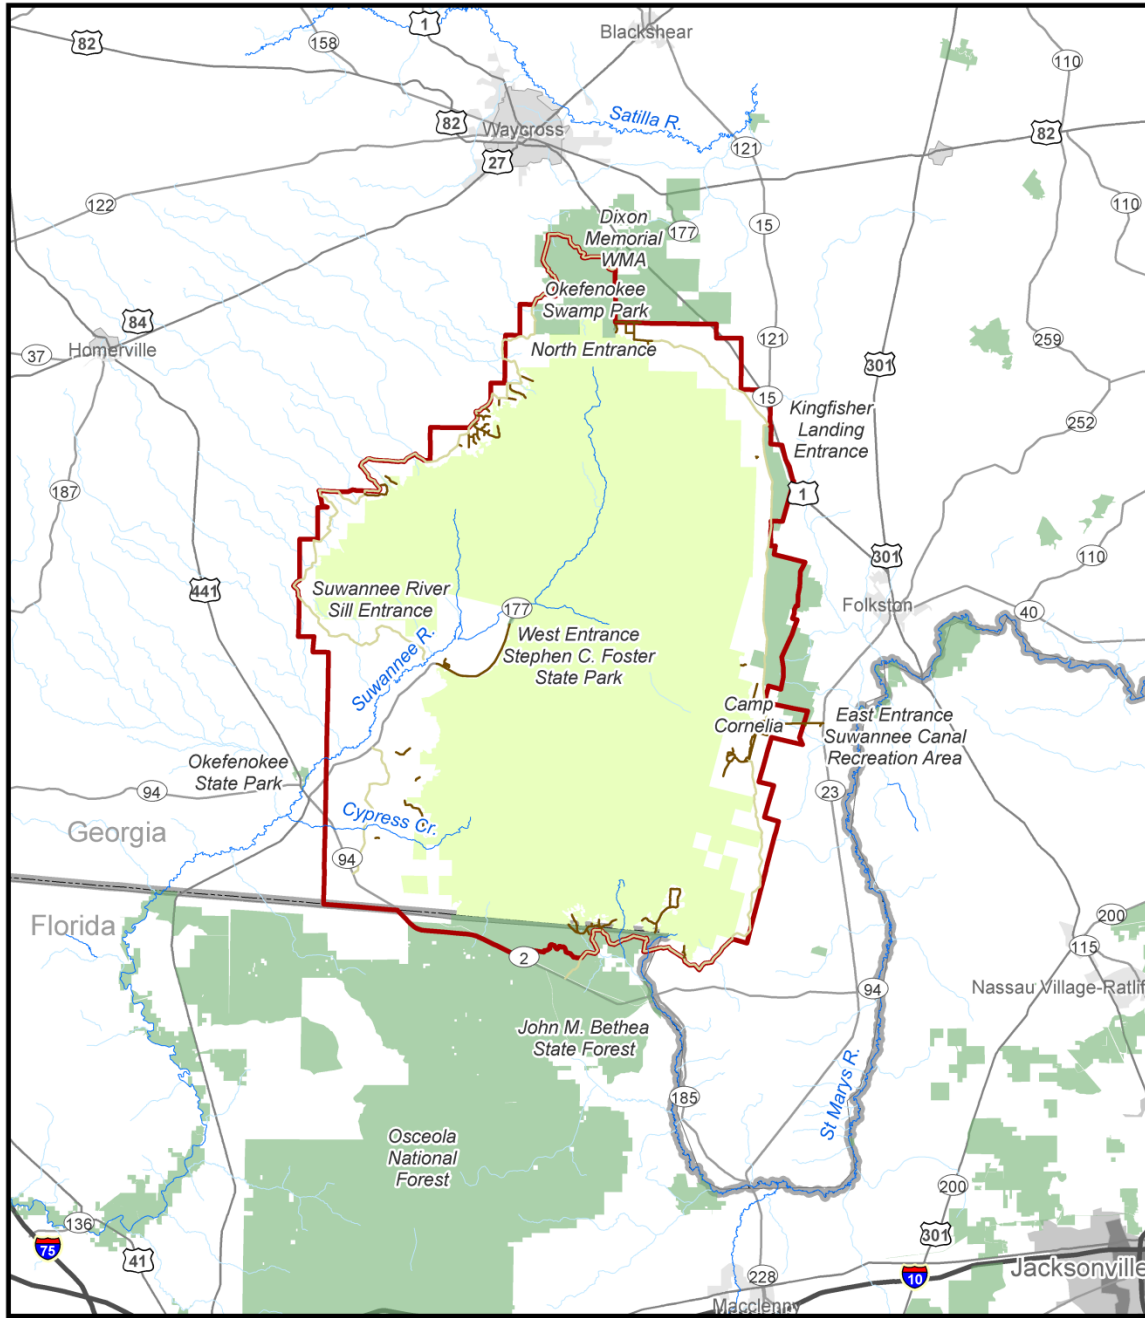 1
Blackshear
82
158
110
Satilla R.
82
Waycross
82
121
27
122
110
Dixon
Memorial
WMA
177
15
Okefenokee
Swamp Park
84
Homerville
37
North Entrance
121
259
301
15
Kingfisher
Landing
Entrance
252
187
1
301
110
441
Suwannee River
Sill Entrance
177
Folkston
40
West Entrance
Stephen C. Foster
State Park
Suwannee R.
Camp
Cornelia
East Entrance
Suwannee Canal
Recreation Area
Okefenokee
State Park
94
23
Cypress Cr.
Georgia
94
Florida
200
115
2
94
Nassau Village-Ratlif
John M. Bethea
State Forest
St Marys R.
185
Osceola
National
Forest
200
136
301
75
41
10
228
Jacksonville
Macclenny